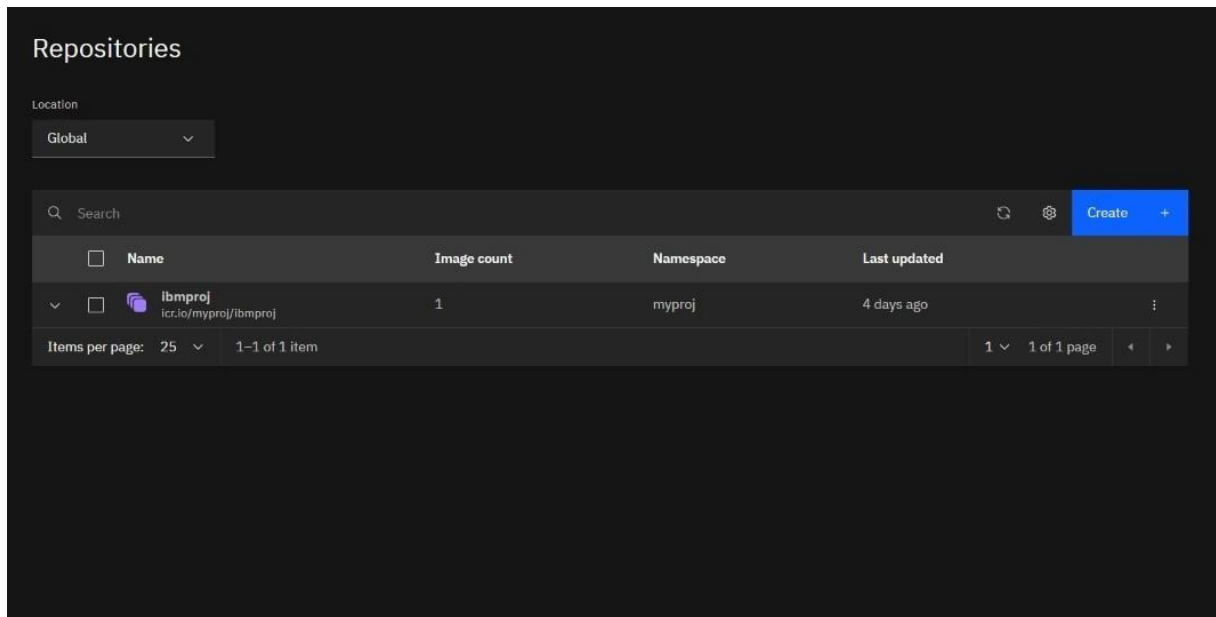 Repositories
Location
Global
Search
Create +
Name Image count Namespace Last updated
ibmproj 1 myproj 4 days ago
icr.io/myproj/ibmproj
Items per page: 25 1–1 of 1 item 1 1 of 1 page